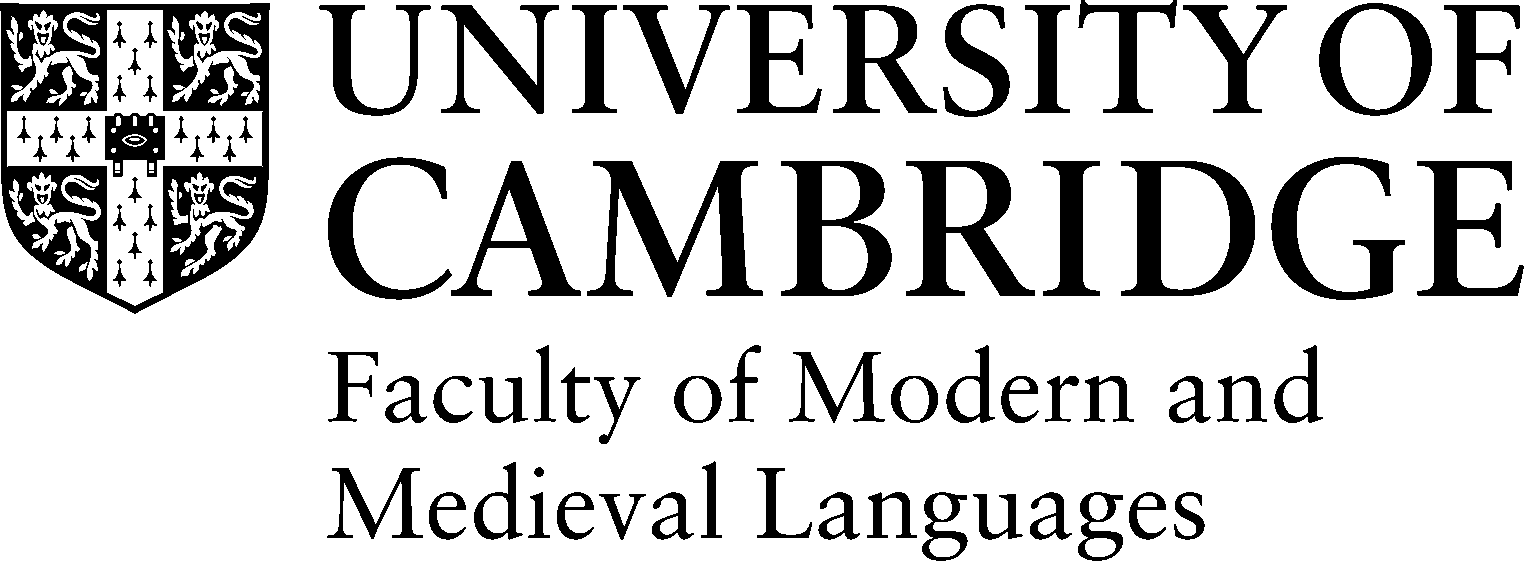 UNIVERSITY OF
CAMBRIDGE
Faculty of Modern and
Medieval Languages